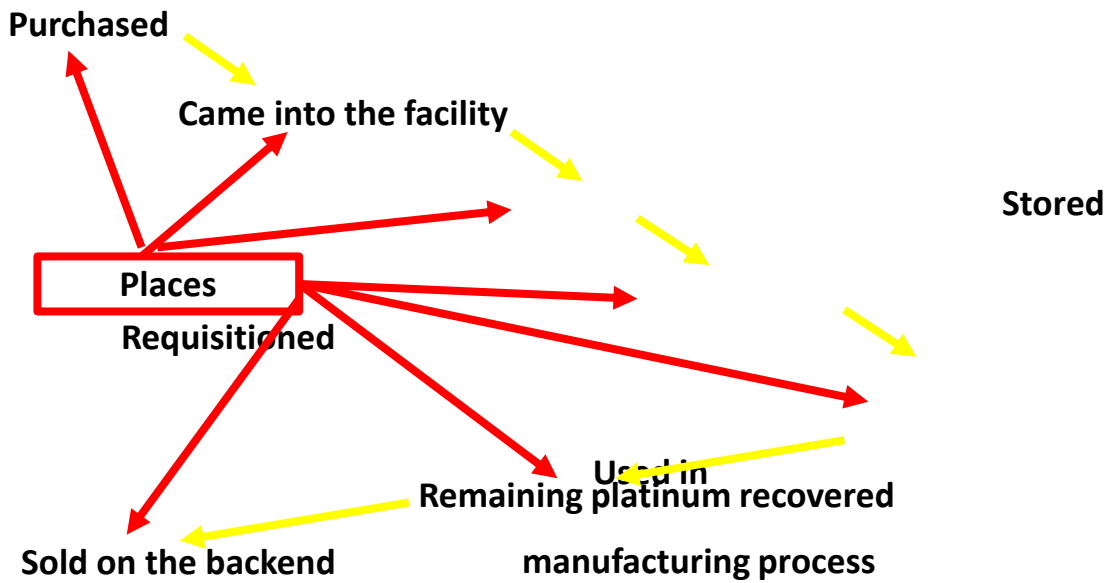 Purchased
Came into the facility
Stored
Places
Requisitioned
Used in
Remaining platinum recovered
manufacturing process
Sold on the backend